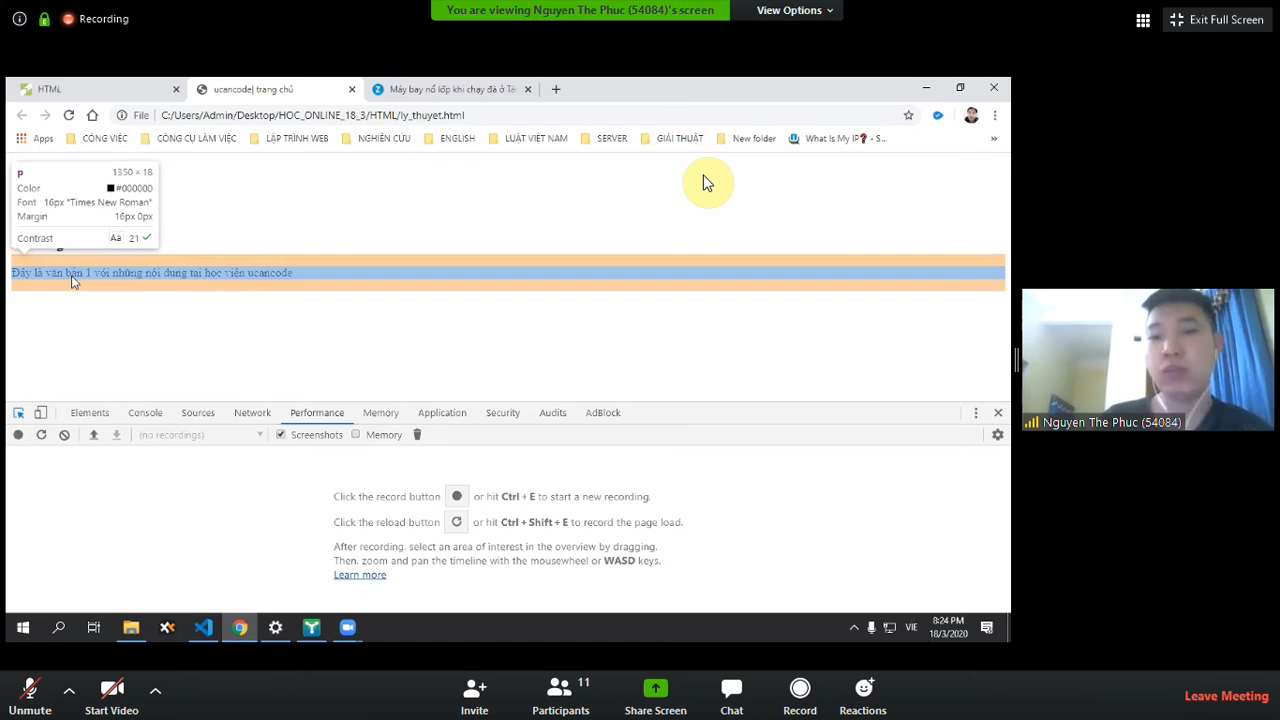 Recording
You are viewing Nguyen The Phuc (54084)'s screen
View Options
Exit Full Screen
HTML
ucancode| trang chủ
Máy bay nổ lốp khi chạy đà ở Tâ
File
C:/Users/Admin/Desktop/HOC_ONLINE_18_3/HTML/ly_thuyet.html
Apps
CÔNG VIỆC
CÔNG CỤ LÀM VIỆC
LẬP TRÌNH WEB
NGHIÊN CỨU
ENGLISH
LUẬT VIỆT NAM
SERVER
GIẢI THUẬT
New folder
What Is My IP? - S...
»
p 1350 × 18
Color #000000
Font 16px "Times New Roman"
Margin 16px 0px
Contrast Aa 21
Đây là văn bản 1 với những nội dung tại học viên ucancode
Elements
Console
Sources
Network
Performance
Memory
Application
Security
Audits
AdBlock
(no recordings)
Screenshots
Memory
Click the record button or hit Ctrl + E to start a new recording.
Click the reload button or hit Ctrl + Shift + E to record the page load.
After recording, select an area of interest in the overview by dragging.
Then, zoom and pan the timeline with the mousewheel or WASD keys.
Learn more
Nguyen The Phuc (54084)
VIE
8:24 PM
18/3/2020
Unmute
Start Video
Invite
11
Participants
Share Screen
Chat
Record
Reactions
Leave Meeting